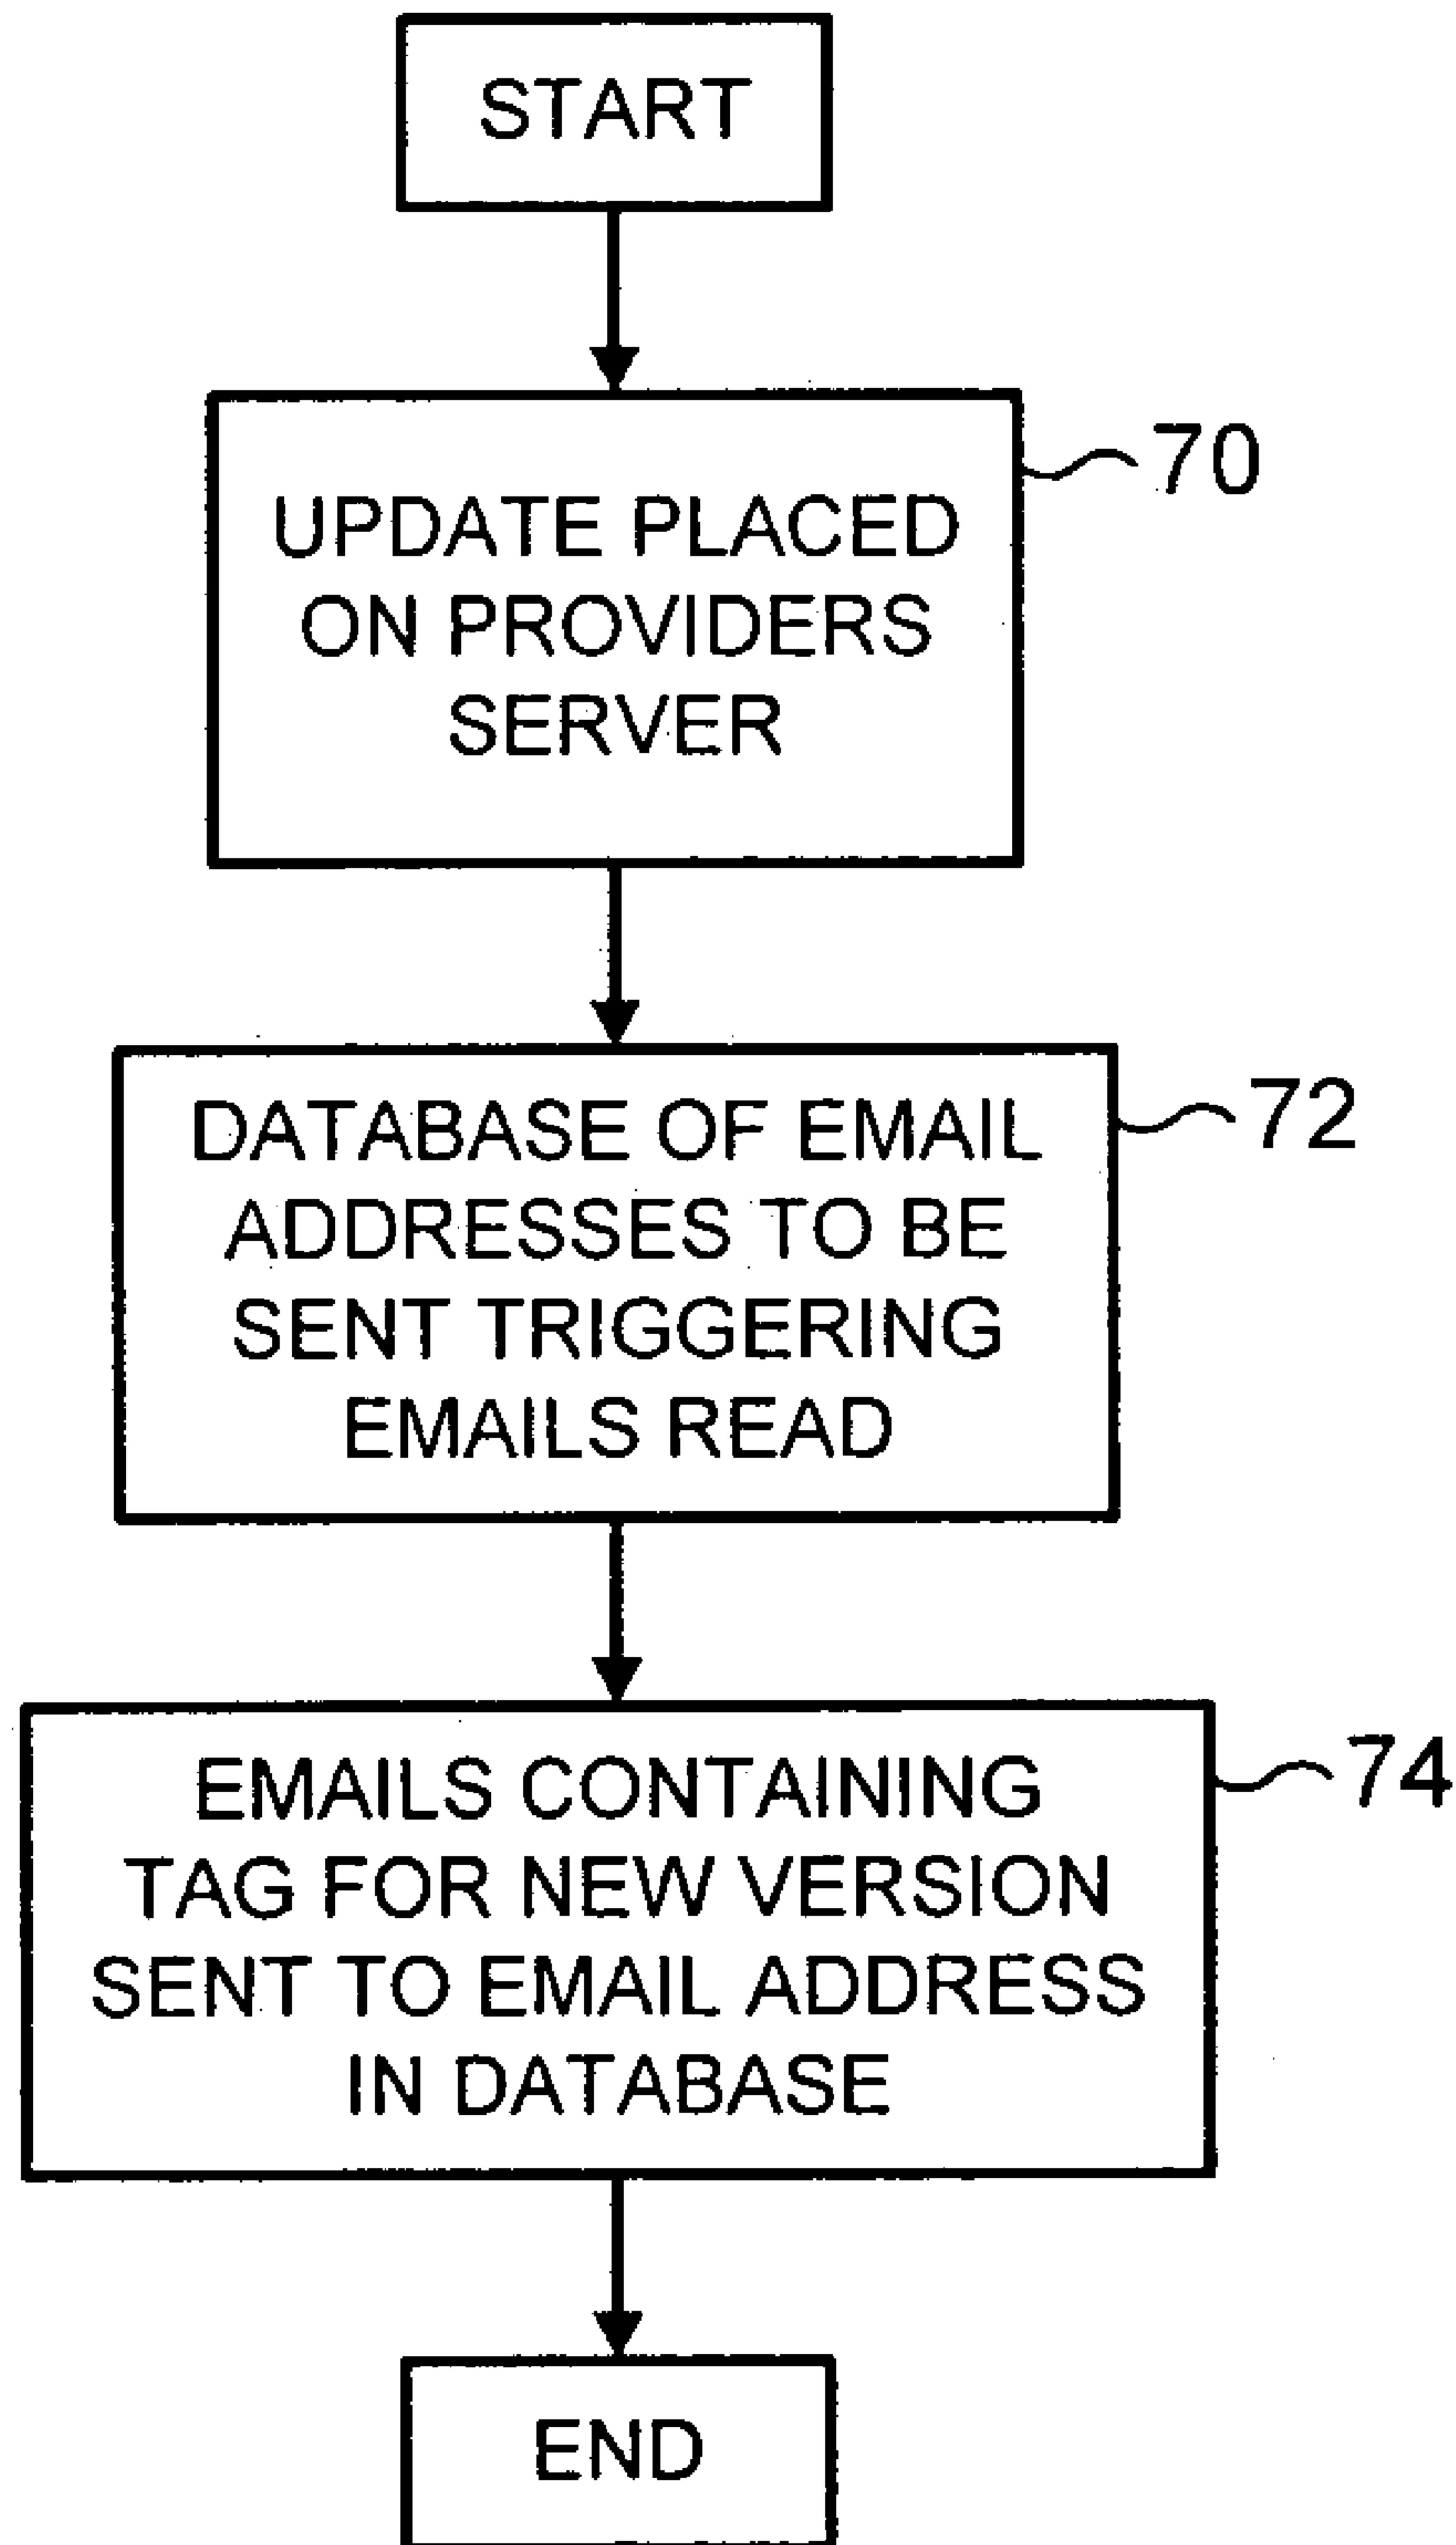 START
70
UPDATE PLACED
ON PROVIDERS
SERVER
72
DATABASE OF EMAIL
ADDRESSES TO BE
SENT TRIGGERING
EMAILS READ
74
EMAILS CONTAINING
TAG FOR NEW VERSION
SENT TO EMAIL ADDRESS
IN DATABASE
END